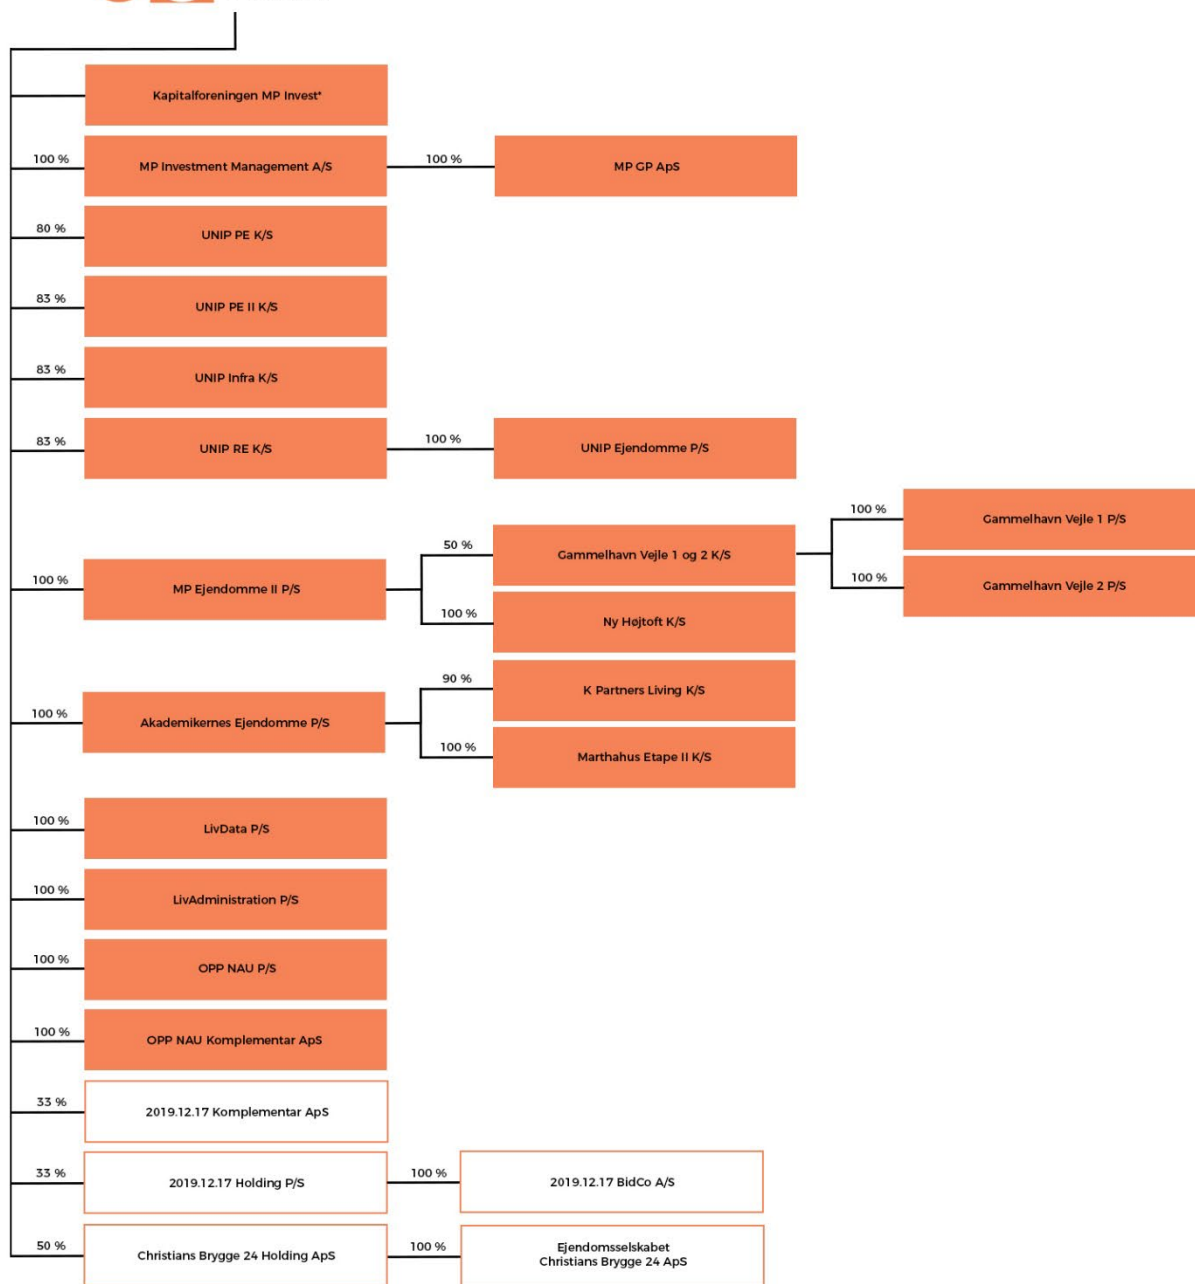 Kapitalforeningen MP Invest*
100 %
MP Investment Management A/S
100 %
MP GP ApS
80 %
UNIP PE K/S
83 %
UNIP PE II K/S
83 %
UNIP Infra K/S
83 %
UNIP RE K/S
100 %
UNIP Ejendomme P/S
100 %
MP Ejendomme II P/S
50 %
Gammelhavn Vejle 1 og 2 K/S
100 %
Gammelhavn Vejle 1 P/S
100 %
Gammelhavn Vejle 2 P/S
100 %
Ny Højtoft K/S
100 %
Akademikernes Ejendomme P/S
90 %
K Partners Living K/S
100 %
Marthahus Etape II K/S
100 %
LivData P/S
100 %
LivAdministration P/S
100 %
OPP NAU P/S
100 %
OPP NAU Komplementar ApS
33 %
2019.12.17 Komplementar ApS
33 %
2019.12.17 Holding P/S
100 %
2019.12.17 BidCo A/S
50 %
Christians Brygge 24 Holding ApS
100 %
Ejendomsselskabet
Christians Brygge 24 ApS